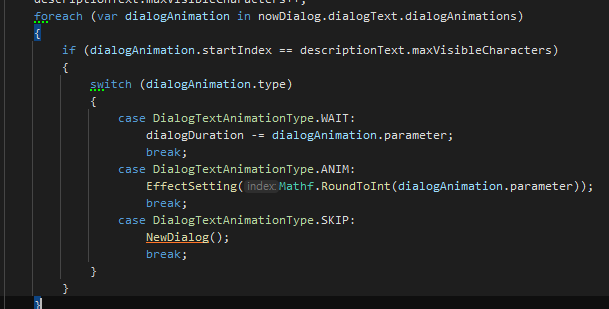 descriptionText.maxVisibleCharacters++;
foreach (var dialogAnimation in nowDialog.dialogText.dialogAnimations)
{
if (dialogAnimation.startIndex == descriptionText.maxVisibleCharacters)
{
switch (dialogAnimation.type)
{
case DialogTextAnimationType.WAIT:
dialogDuration -= dialogAnimation.parameter;
break;
case DialogTextAnimationType.ANIM:
EffectSetting(index:Mathf.RoundToInt(dialogAnimation.parameter));
break;
case DialogTextAnimationType.SKIP:
NewDialog();
break;
}
}
}